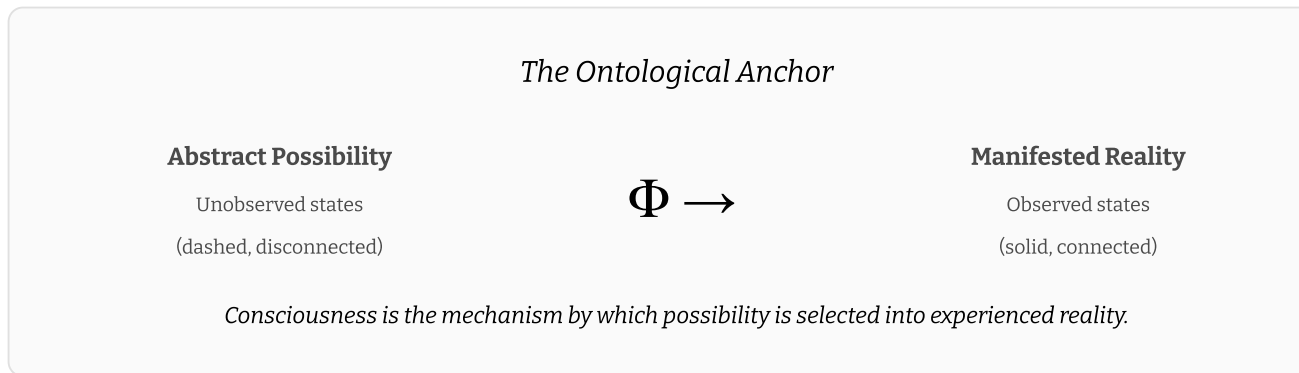 The Ontological Anchor
Abstract Possibility
Unobserved states
(dashed, disconnected)
Φ →
Manifested Reality
Observed states
(solid, connected)
Consciousness is the mechanism by which possibility is selected into experienced reality.